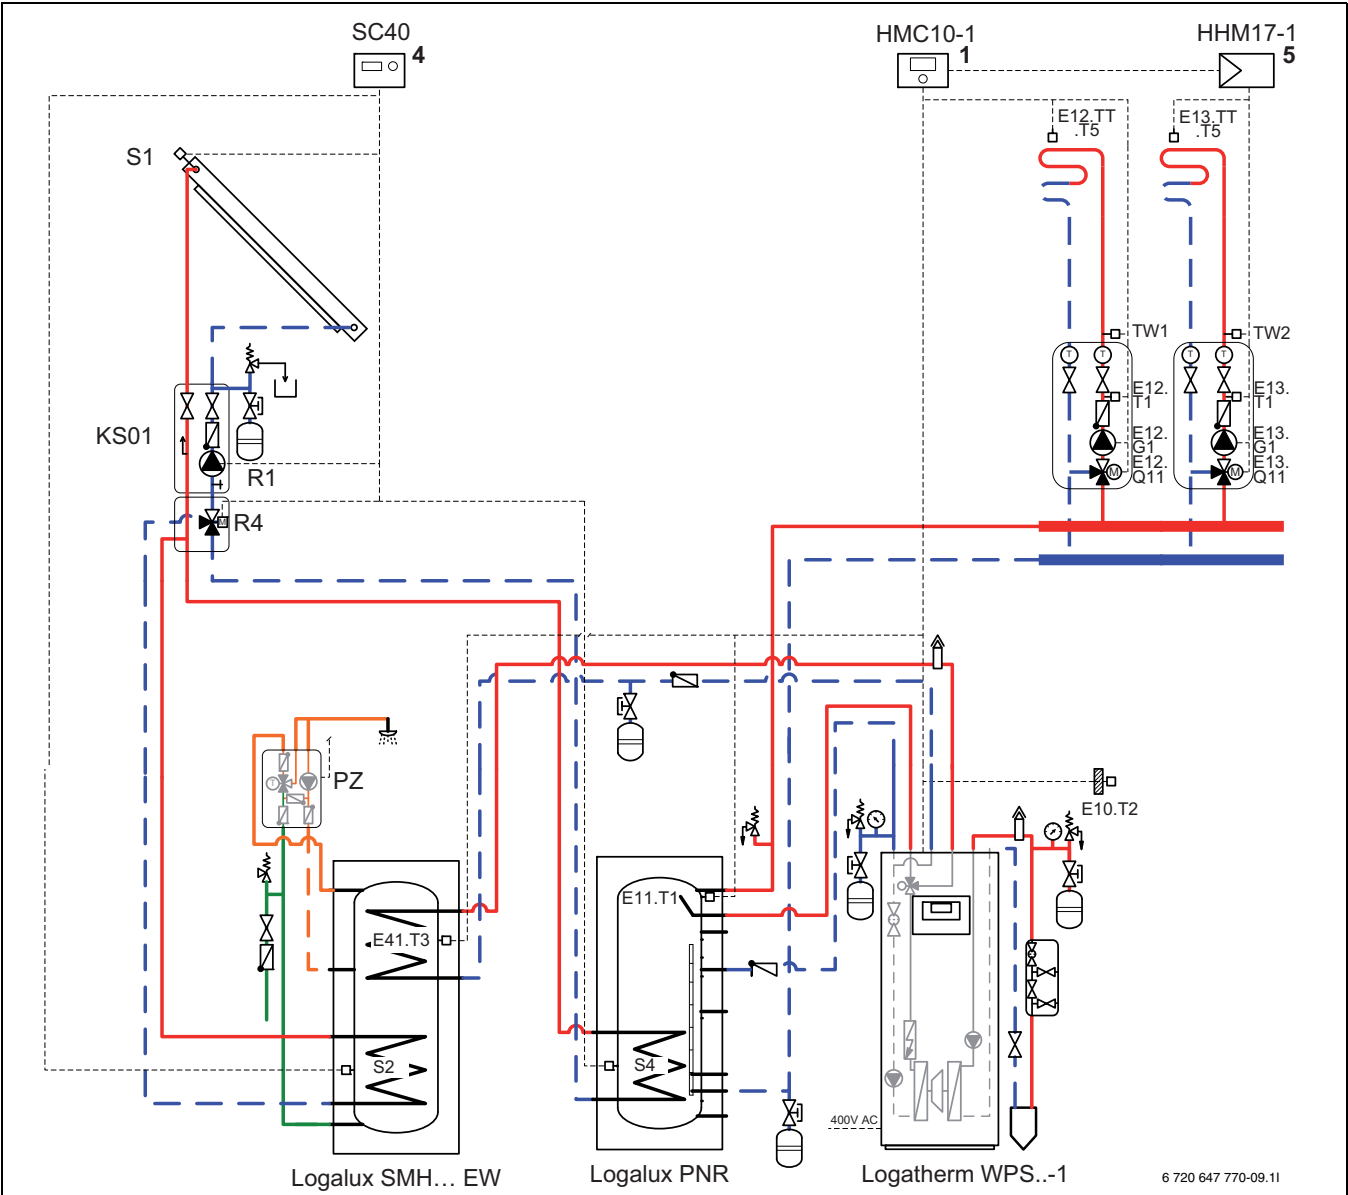 SC40
4
HMC10-1
1
HHM17-1
5
E12.TT
.T5
E13.TT
.T5
S1
TW1
TW2
T
T
T
T
E12.
T1
E13.
T1
KS01
E12.
G1
E13.
G1
R1
E12.
Q11
E13.
Q11
M
M
M
R4
PZ
T
E10.T2
E11.T1
E41.T3
S2
S4
400V AC
Logalux SMH... EW
Logalux PNR
Logatherm WPS..-1
6 720 647 770-09.1I